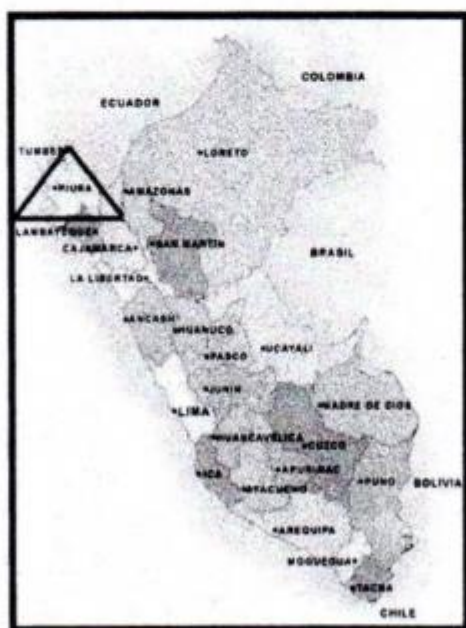 COLOMBIA
ECUADOR
TUMBES
LORETO
PIURA
AMAZONAS
LAMBAYEQUE
CAJAMARCA
SAN MARTIN
BRASIL
LA LIBERTAD
ANCASH
HUANUCO
UCAYALI
PASCO
JUNIN
MADRE DE DIOS
LIMA
HUANCAVELICA
CUZCO
ICA
APURIMAC
PUNO
BOLIVIA
AYACUCHO
AREQUIPA
MOQUEGUA
TACNA
CHILE